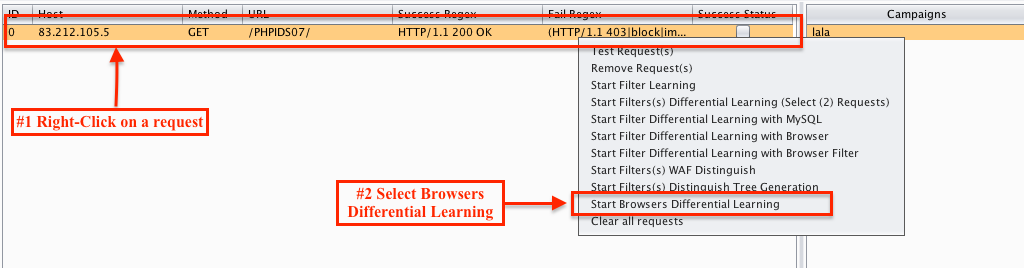 ID Host Method URL Success Regex Fail Regex Success Status Campaigns
0 83.212.105.5 GET /PHPIDS07/ HTTP/1.1 200 OK (HTTP/1.1 403|block|im... lala
Test Request(s)
Remove Request(s)
Start Filter Learning
Start Filters(s) Differential Learning (Select (2) Requests)
Start Filter Differential Learning with MySQL
Start Filter Differential Learning with Browser
Start Filter Differential Learning with Browser Filter
Start Filters(s) WAF Distinguish
Start Filters(s) Distinguish Tree Generation
Start Browsers Differential Learning
Clear all requests
#1 Right-Click on a request
#2 Select Browsers
Differential Learning